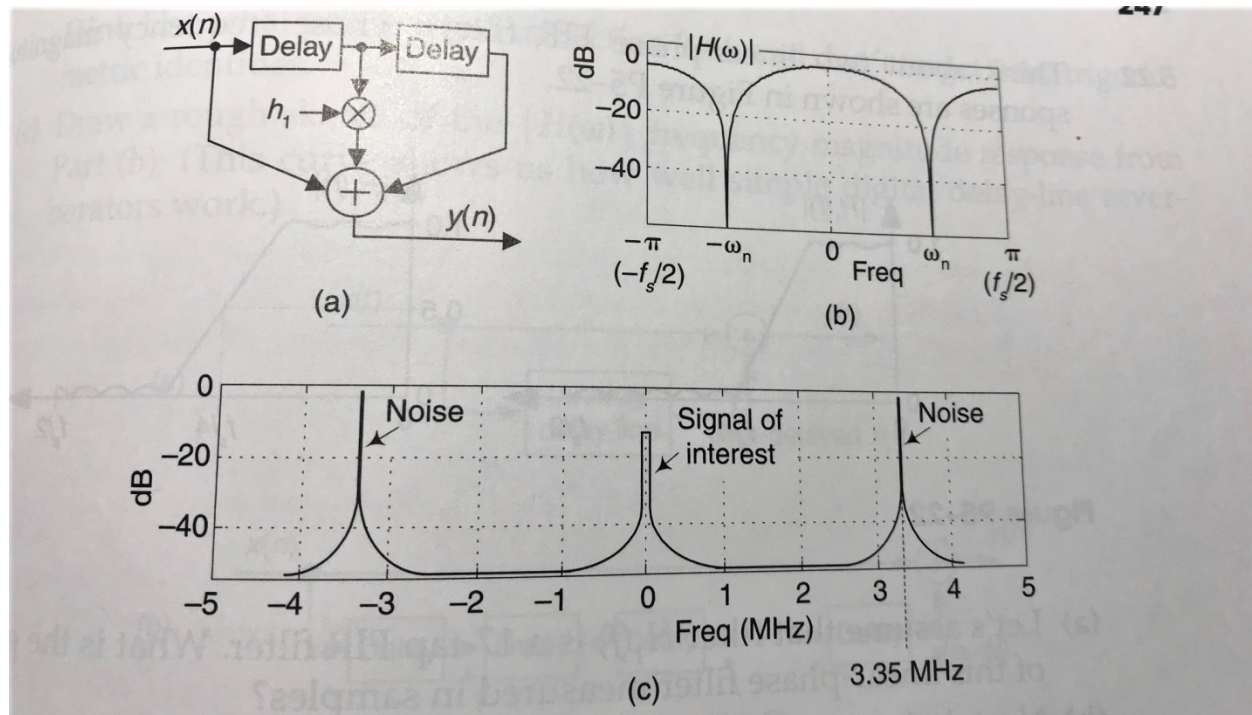 247
x(n)
Delay
Delay
h1
+
y(n)
(a)
dB
|H(ω)|
0
−20
−40
−π
−ωn
0
ωn
π
(−fs/2)
Freq
(fs/2)
(b)
dB
0
−20
−40
Noise
Signal of
interest
Noise
−5
−4
−3
−2
−1
0
1
2
3
4
5
Freq (MHz)
3.35 MHz
(c)